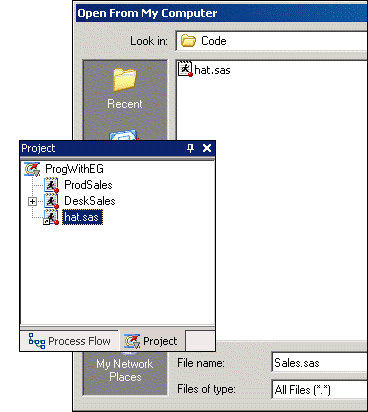 Open From My Computer
Look in:
Code
hat.sas
Recent
Project
ProgWithEG
ProdSales
DeskSales
hat.sas
Process Flow
Project
My Network
Places
File name:
Sales.sas
Files of type:
All Files (*.*)